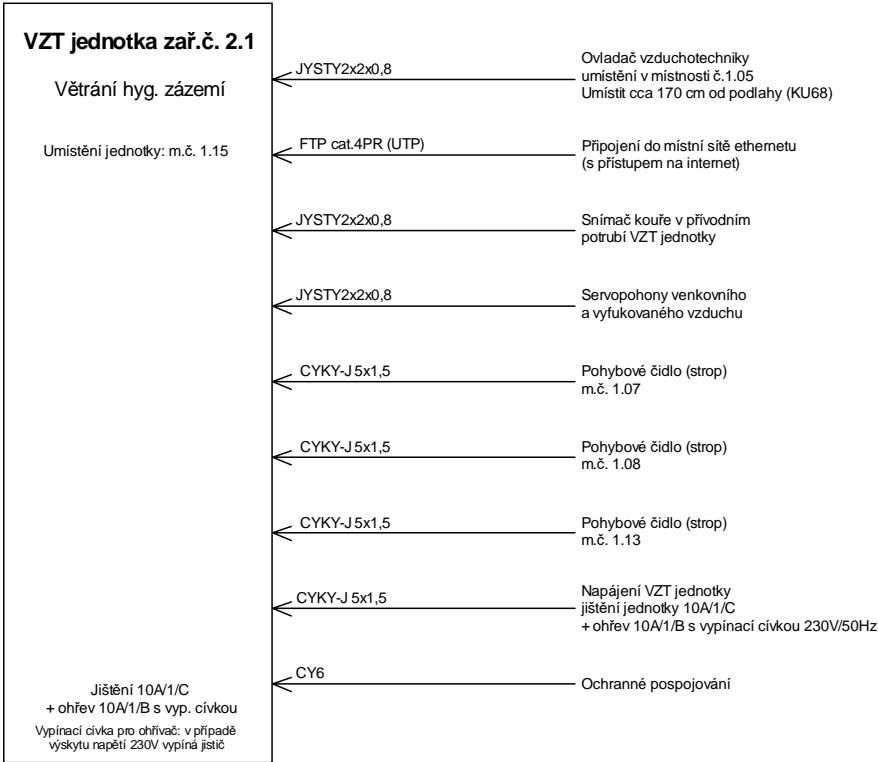 VZT jednotka zař.č. 2.1
Větrání hyg. zázemí
Umístění jednotky: m.č. 1.15
JYSTY2x2x0,8
Ovladač vzduchotechniky
umístění v místnosti č.1.05
Umístit cca 170 cm od podlahy (KU68)
FTP cat.4PR (UTP)
Připojení do místní sítě ethernetu
(s přístupem na internet)
JYSTY2x2x0,8
Snímač kouře v přívodním
potrubí VZT jednotky
JYSTY2x2x0,8
Servopohony venkovního
a vyfukovaného vzduchu
CYKY-J 5x1,5
Pohybové čidlo (strop)
m.č. 1.07
CYKY-J 5x1,5
Pohybové čidlo (strop)
m.č. 1.08
CYKY-J 5x1,5
Pohybové čidlo (strop)
m.č. 1.13
CYKY-J 5x1,5
Napájení VZT jednotky
jištění jednotky 10A/1/C
+ ohřev 10A/1/B s vypínací cívkou 230V/50Hz
CY6
Ochranné pospojování
Jištění 10A/1/C
+ ohřev 10A/1/B s vyp. cívkou
Vypínací cívka pro ohřívač: v případě
výskytu napětí 230V vypíná jistič